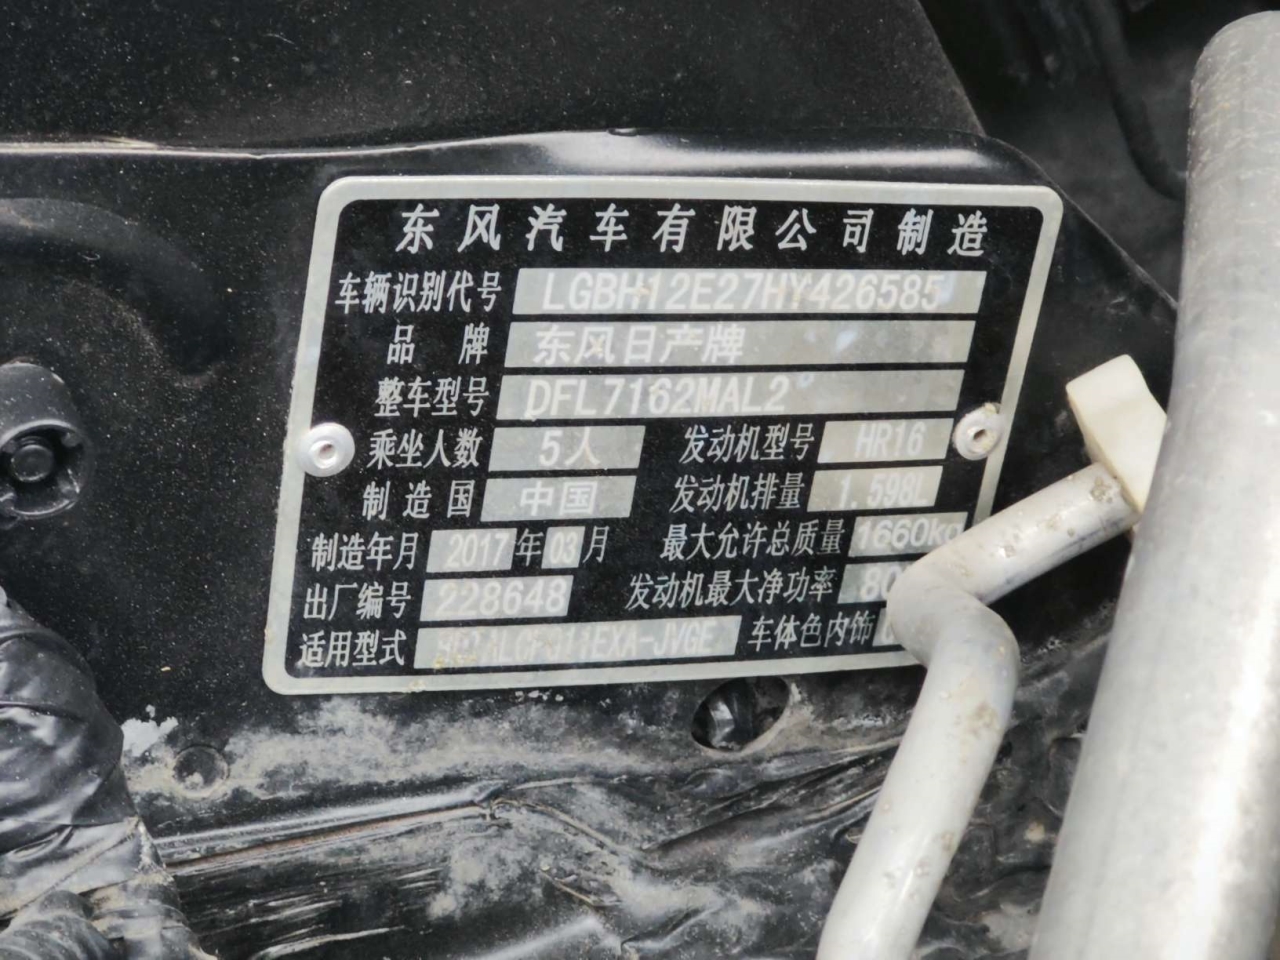 东风汽车有限公司制造
车辆识别代号 LGBH12E27HY426585
品牌 东风日产牌
整车型号 DFL7162MAL2
乘坐人数 5人 发动机型号 HR16
制造国 中国 发动机排量 1.598L
制造年月 2017年03月 最大允许总质量 1660kg
出厂编号 228648 发动机最大净功率 80
适用型式 车体色内饰